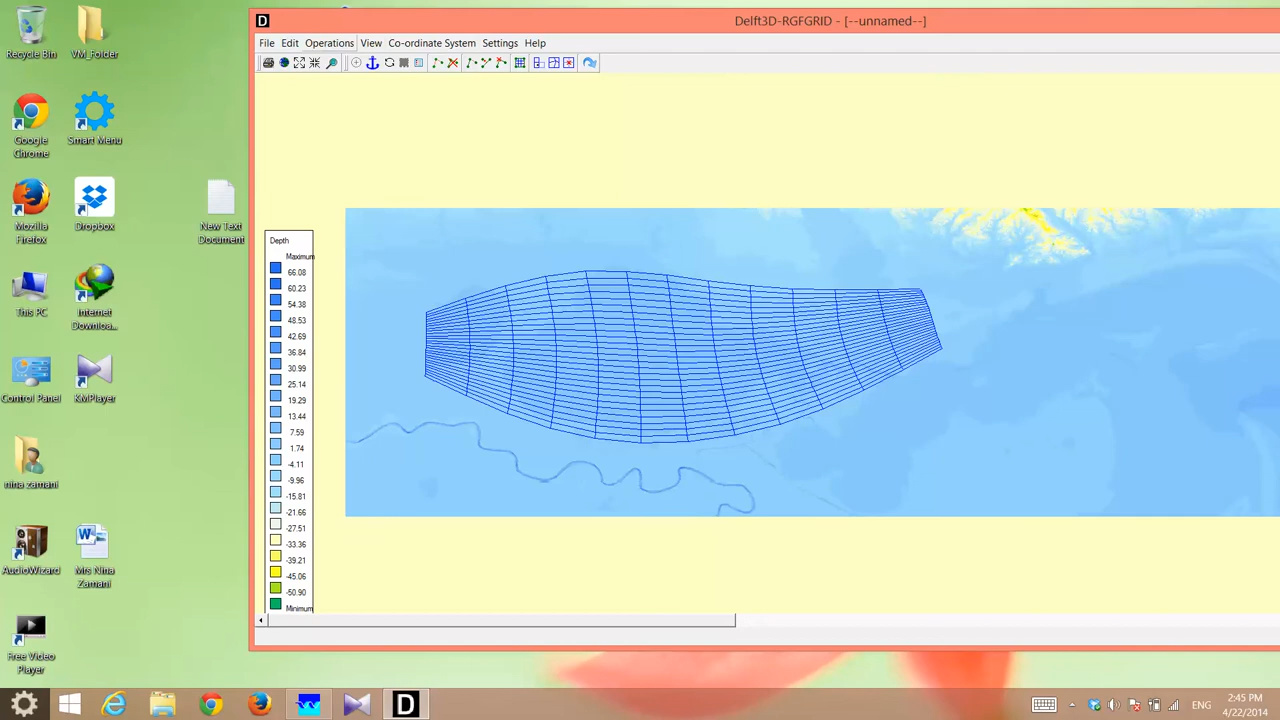 Delft3D-RGFGRID - [--unnamed--]
File Edit Operations View Co-ordinate System Settings Help
Recycle Bin
VM_Folder
Google Chrome
Smart Menu
Mozilla Firefox
Dropbox
New Text Document
This PC
Internet Downloa...
Control Panel
KMPlayer
nina zamani
AudioWizard
Mrs Nina Zamani
Free Video Player
Depth
Maximum
66.08
60.23
54.38
48.53
42.69
36.84
30.99
25.14
19.29
13.44
7.59
1.74
-4.11
-9.96
-15.81
-21.66
-27.51
-33.36
-39.21
-45.06
-50.90
Minimum
ENG
2:45 PM
4/22/2014